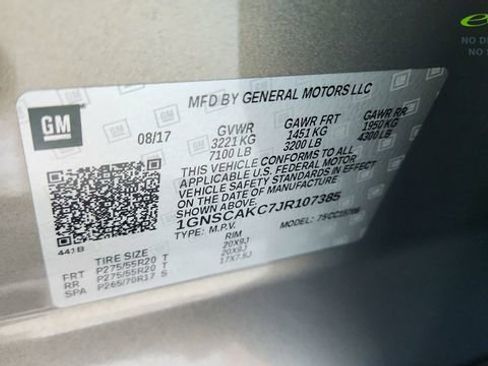 MFD BY GENERAL MOTORS LLC
GM
08/17 GVWR GAWR FRT GAWR RR
3221 KG 1451 KG 1950 KG
7100 LB 3200 LB 4300 LB
THIS VEHICLE CONFORMS TO ALL
APPLICABLE U.S. FEDERAL MOTOR
VEHICLE SAFETY STANDARDS IN EFFECT
ON THE DATE OF MANUFACTURE
SHOWN ABOVE.
1GNSCAKC7JR107385
TYPE: M.P.V. MODEL:
441B
TIRE SIZE RIM
FRT P275/55R20 T 20X9J
RR P275/55R20 T 20X9J
SPA P265/70R17 S 17X7.5J
NO
NO